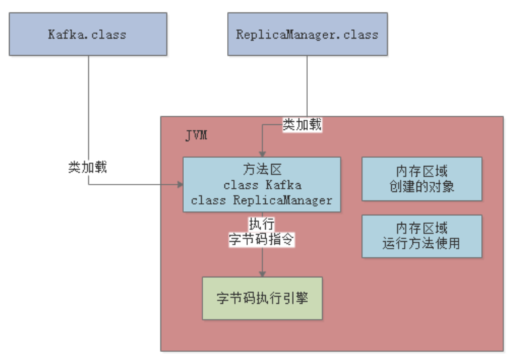 Kafka.class
ReplicaManager.class
类加载
JVM
类加载
方法区
class Kafka
class ReplicaManager
内存区域
创建的对象
执行
字节码指令
内存区域
运行方法使用
字节码执行引擎